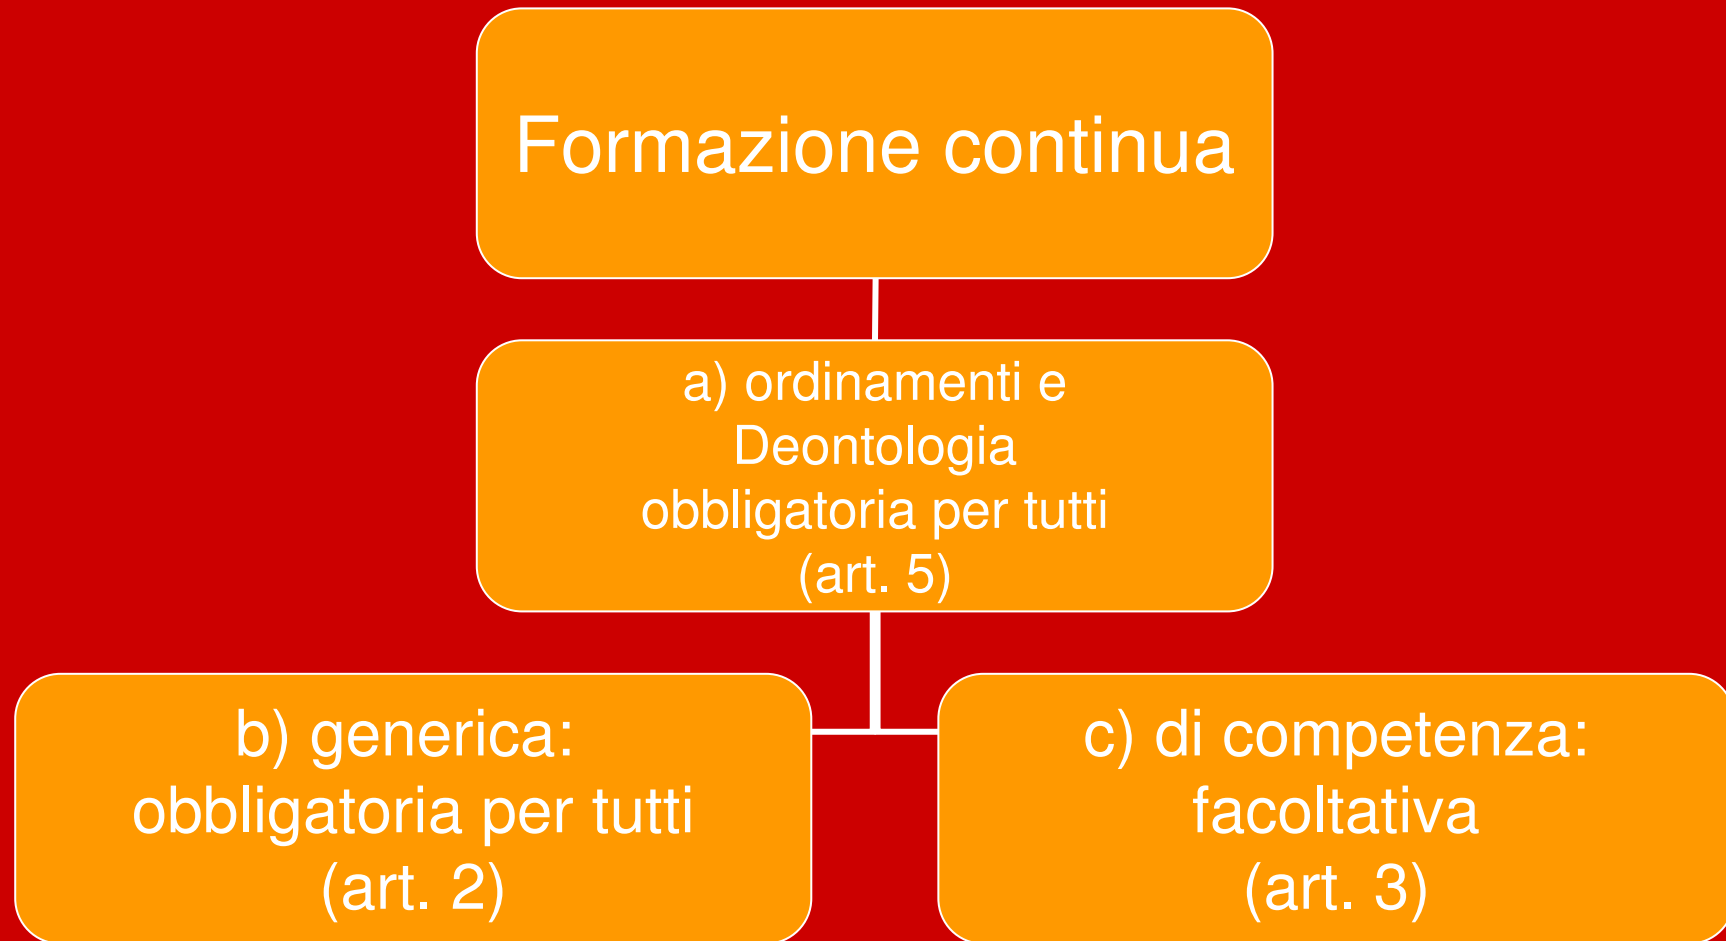 Formazione continua
a) ordinamenti e
Deontologia
obbligatoria per tutti
(art. 5)
b) generica:
obbligatoria per tutti
(art. 2)
c) di competenza:
facoltativa
(art. 3)